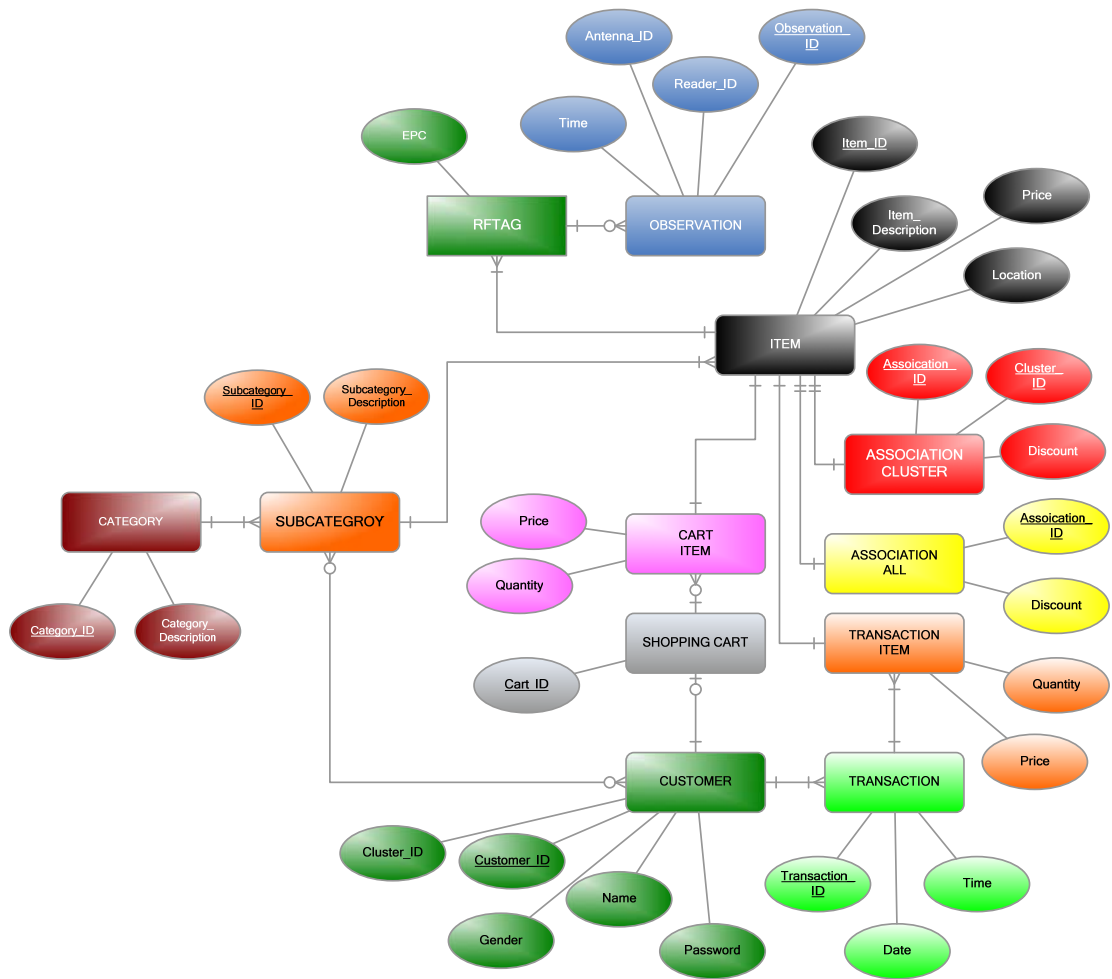 Antenna_ID
Observation_
ID
Reader_ID
Time
EPC
Item_ID
Price
Item_
Description
RFTAG
OBSERVATION
Location
ITEM
Assoication_
ID
Cluster_
ID
Subcategory_
ID
Subcategory_
Description
ASSOCIATION
CLUSTER
Discount
CATEGORY
SUBCATEGROY
Price
CART
ITEM
Assoication_
ID
Quantity
ASSOCIATION
ALL
Discount
Category_ID
Category_
Description
SHOPPING CART
TRANSACTION
ITEM
Cart_ID
Quantity
Price
CUSTOMER
TRANSACTION
Cluster_ID
Customer_ID
Transaction_
ID
Time
Name
Gender
Password
Date